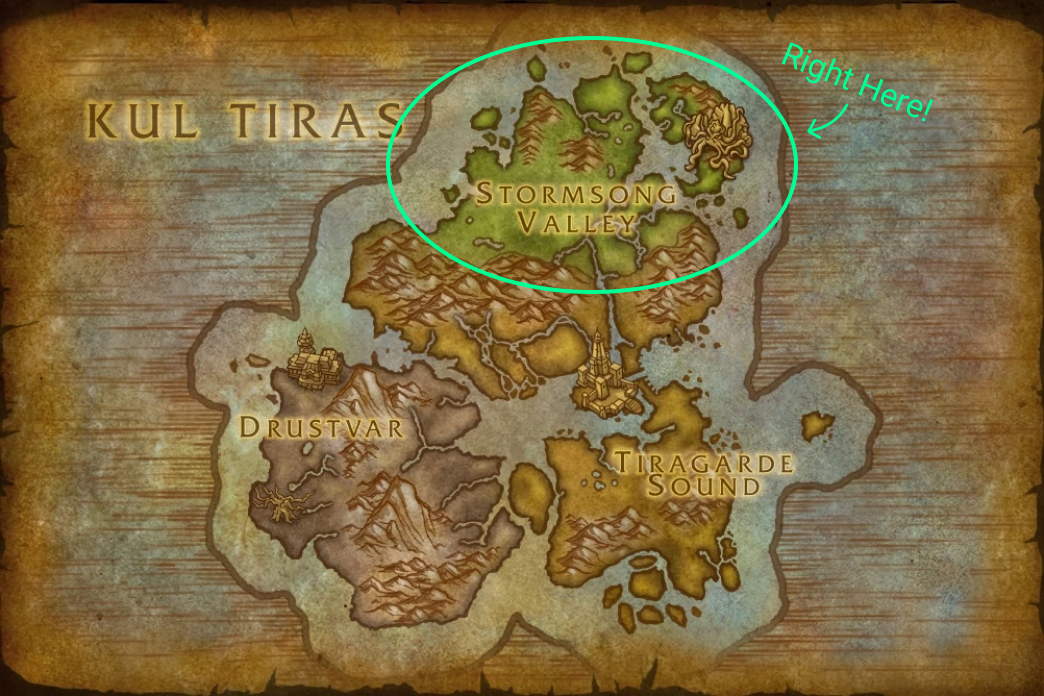 KUL TIRAS
Right Here!
STORMSONG
VALLEY
DRUSTVAR
TIRAGARDE
SOUND